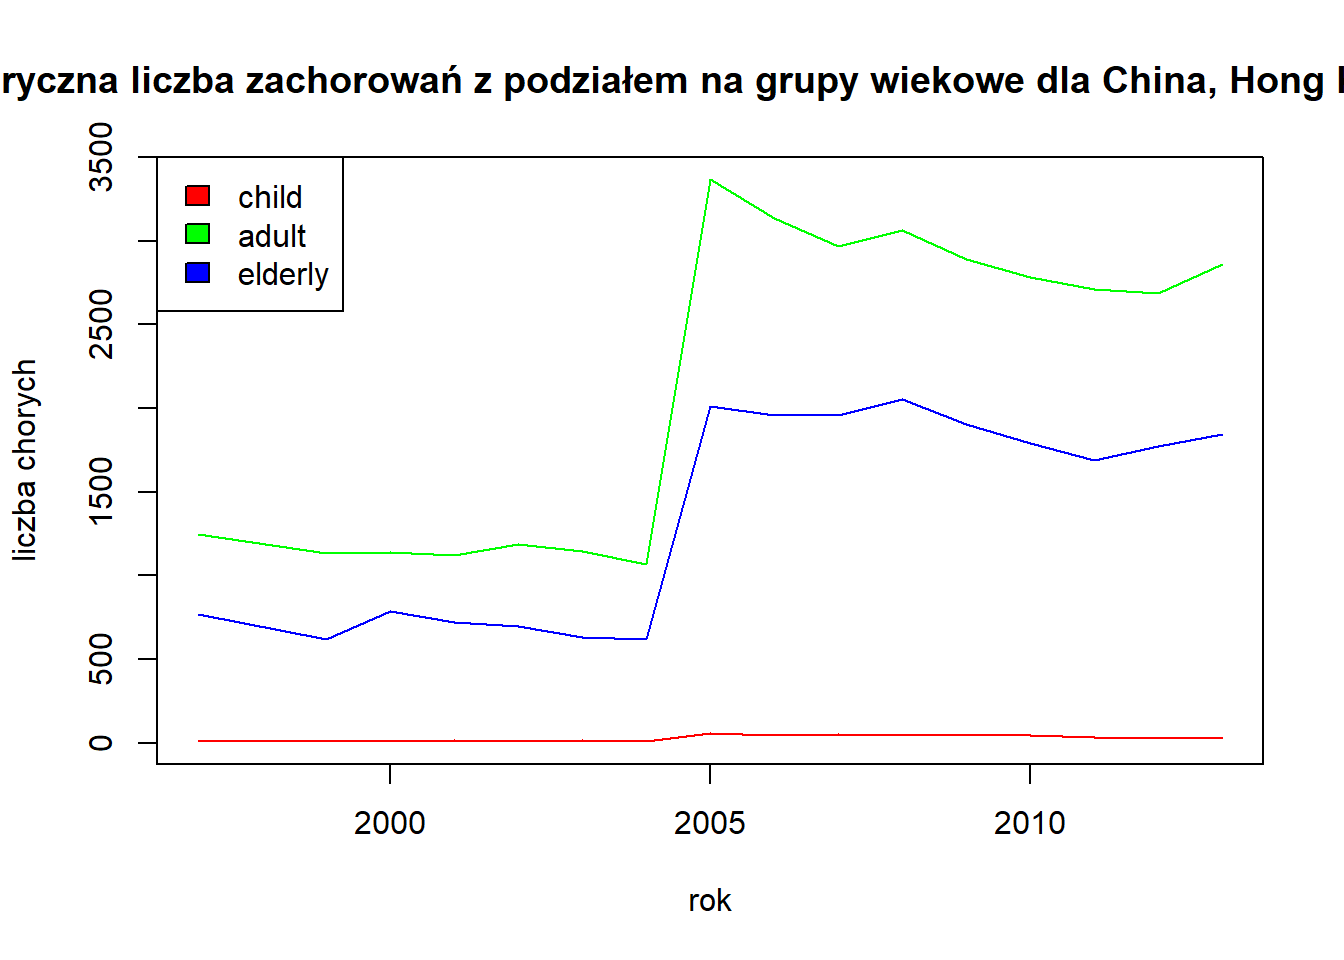 ryczna liczba zachorowań z podziałem na grupy wiekowe dla China, Hong
child
adult
elderly
liczba chorych
3500
2500
1500
500
0
2000 2005 2010
rok